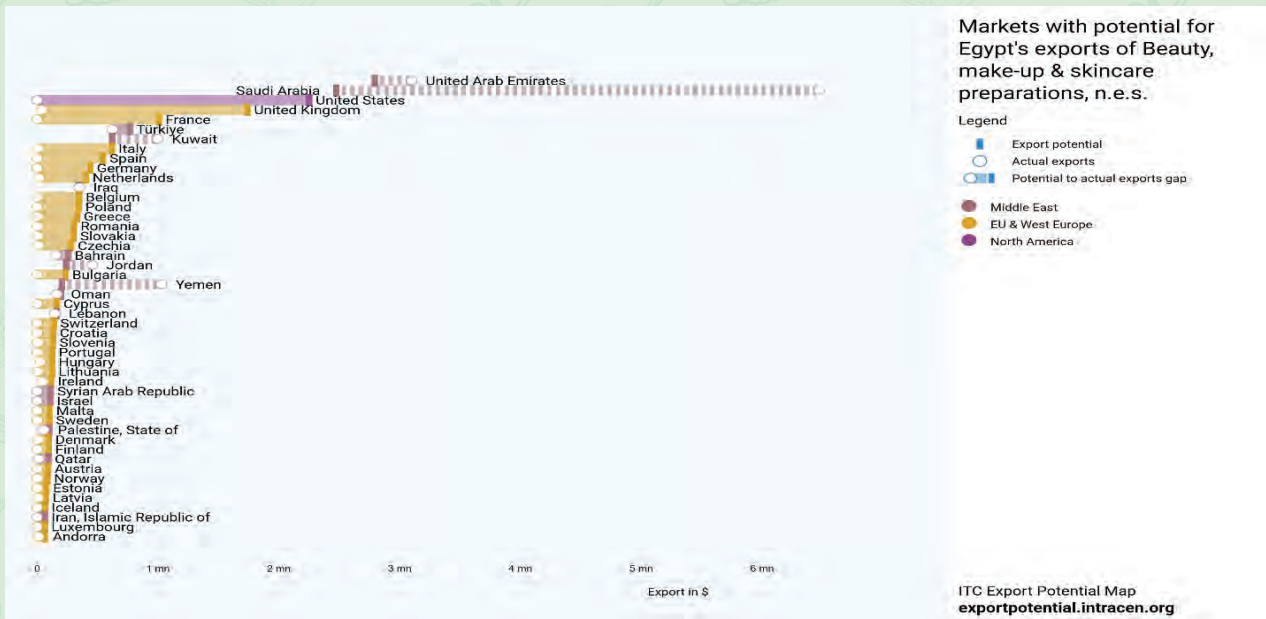 Markets with potential for
Egypt's exports of Beauty,
make-up & skincare
preparations, n.e.s.
Legend
Export potential
Actual exports
Potential to actual exports gap
Middle East
EU & West Europe
North America
United Arab Emirates
Saudi Arabia
United States
United Kingdom
France
Türkiye
Kuwait
Italy
Spain
Germany
Netherlands
Iraq
Belgium
Poland
Greece
Romania
Slovakia
Czechia
Bahrain
Jordan
Bulgaria
Yemen
Oman
Cyprus
Lebanon
Switzerland
Croatia
Slovenia
Portugal
Hungary
Lithuania
Ireland
Syrian Arab Republic
Israel
Malta
Sweden
Palestine, State of
Denmark
Finland
Qatar
Austria
Norway
Estonia
Latvia
Iceland
Iran, Islamic Republic of
Luxembourg
Andorra
0 1 mn 2 mn 3 mn 4 mn 5 mn 6 mn
Export in $
ITC Export Potential Map
exportpotential.intracen.org